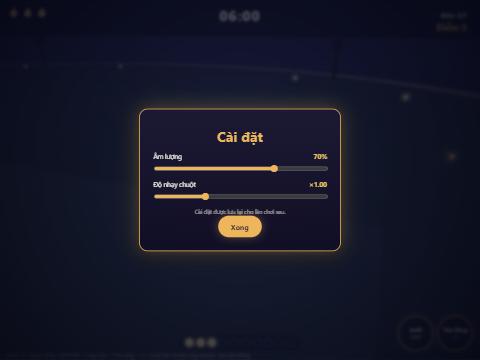 06:00
Cài đặt
Âm lượng 70%
Độ nhạy chuột ×1.00
Cài đặt được lưu lại cho lần chơi sau.
Xong